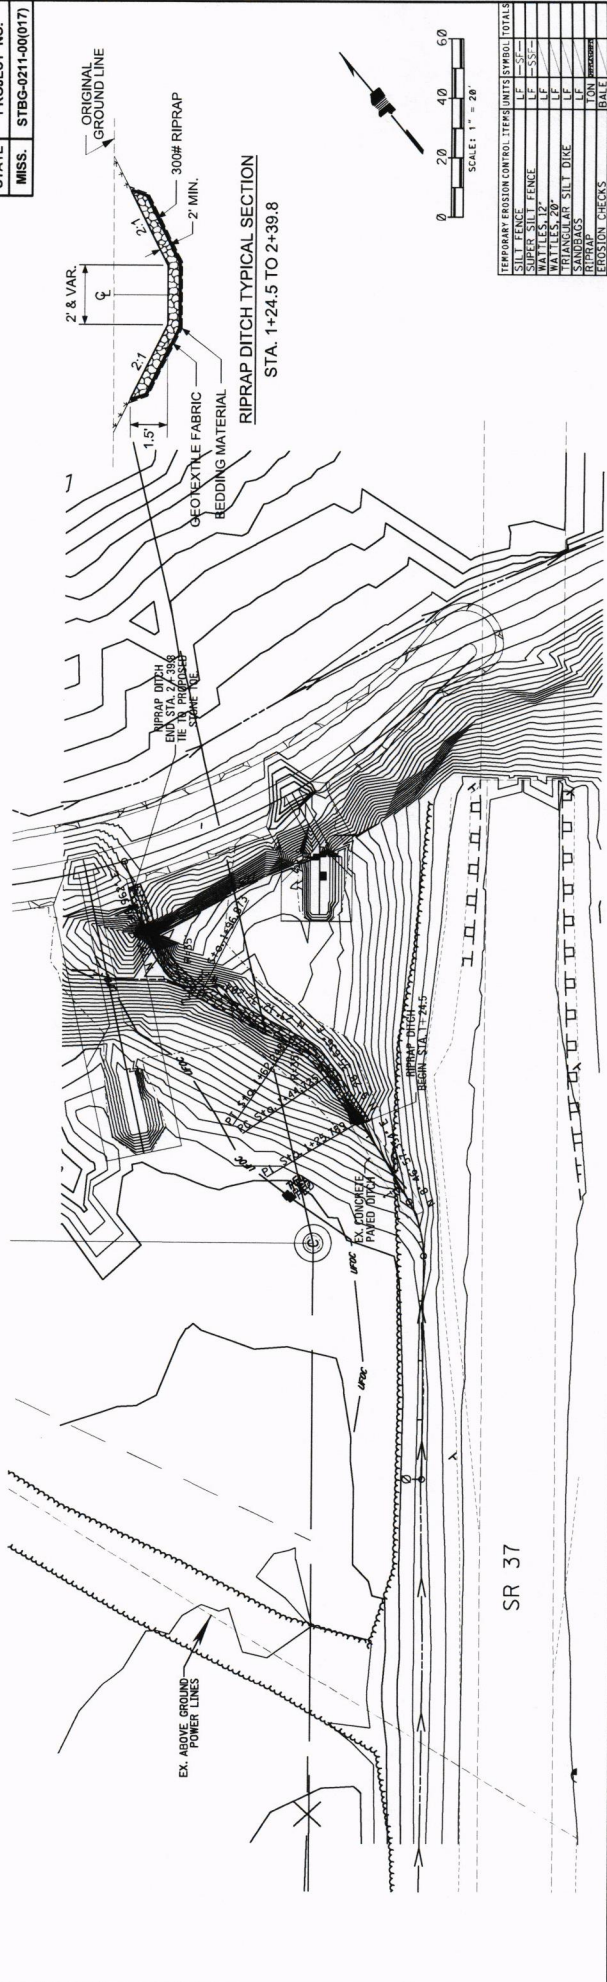 STATE PROJECT NO.
MISS. STBG-0211-00(017)
ORIGINAL
GROUND LINE
2' & VAR.
℄
2:1
2:1
1.5'
300# RIPRAP
2' MIN.
GEOTEXTILE FABRIC
BEDDING MATERIAL
RIPRAP DITCH TYPICAL SECTION
STA. 1+24.5 TO 2+39.8
0 20 40 60
SCALE: 1" = 20'
TEMPORARY EROSION CONTROL ITEMS UNITS SYMBOL TOTALS
SILT FENCE LF —SF—
SUPER SILT FENCE LF —SSF—
WATTLES, 12" LF
WATTLES, 20" LF
TRIANGULAR SILT DIKE LF
SANDBAGS LF
RIPRAP TON
EROSION CHECKS BALE
RIPRAP DITCH
END STA. 2+39.8
TIE TO PROPOSED
STONE TOE
RIPRAP DITCH
BEGIN STA. 1+24.5
EX. CONCRETE
PAVED DITCH
UFOC
UFOC
UFOC
UFOC
EX. ABOVE GROUND
POWER LINES
SR 37